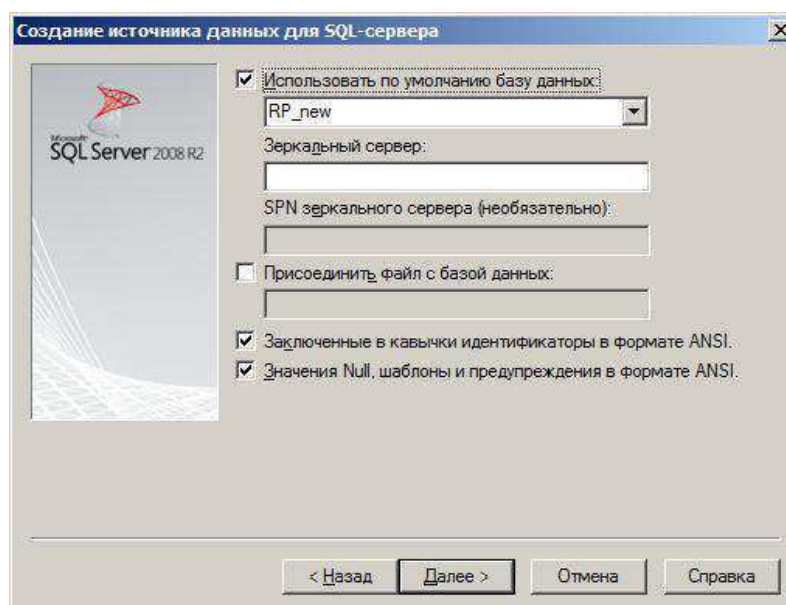 Создание источника данных для SQL-сервера
Использовать по умолчанию базу данных:
RP_new
Microsoft
SQL Server 2008 R2
Зеркальный сервер:
SPN зеркального сервера (необязательно):
Присоединить файл с базой данных:
Заключенные в кавычки идентификаторы в формате ANSI.
Значения Null, шаблоны и предупреждения в формате ANSI.
< Назад
Далее >
Отмена
Справка